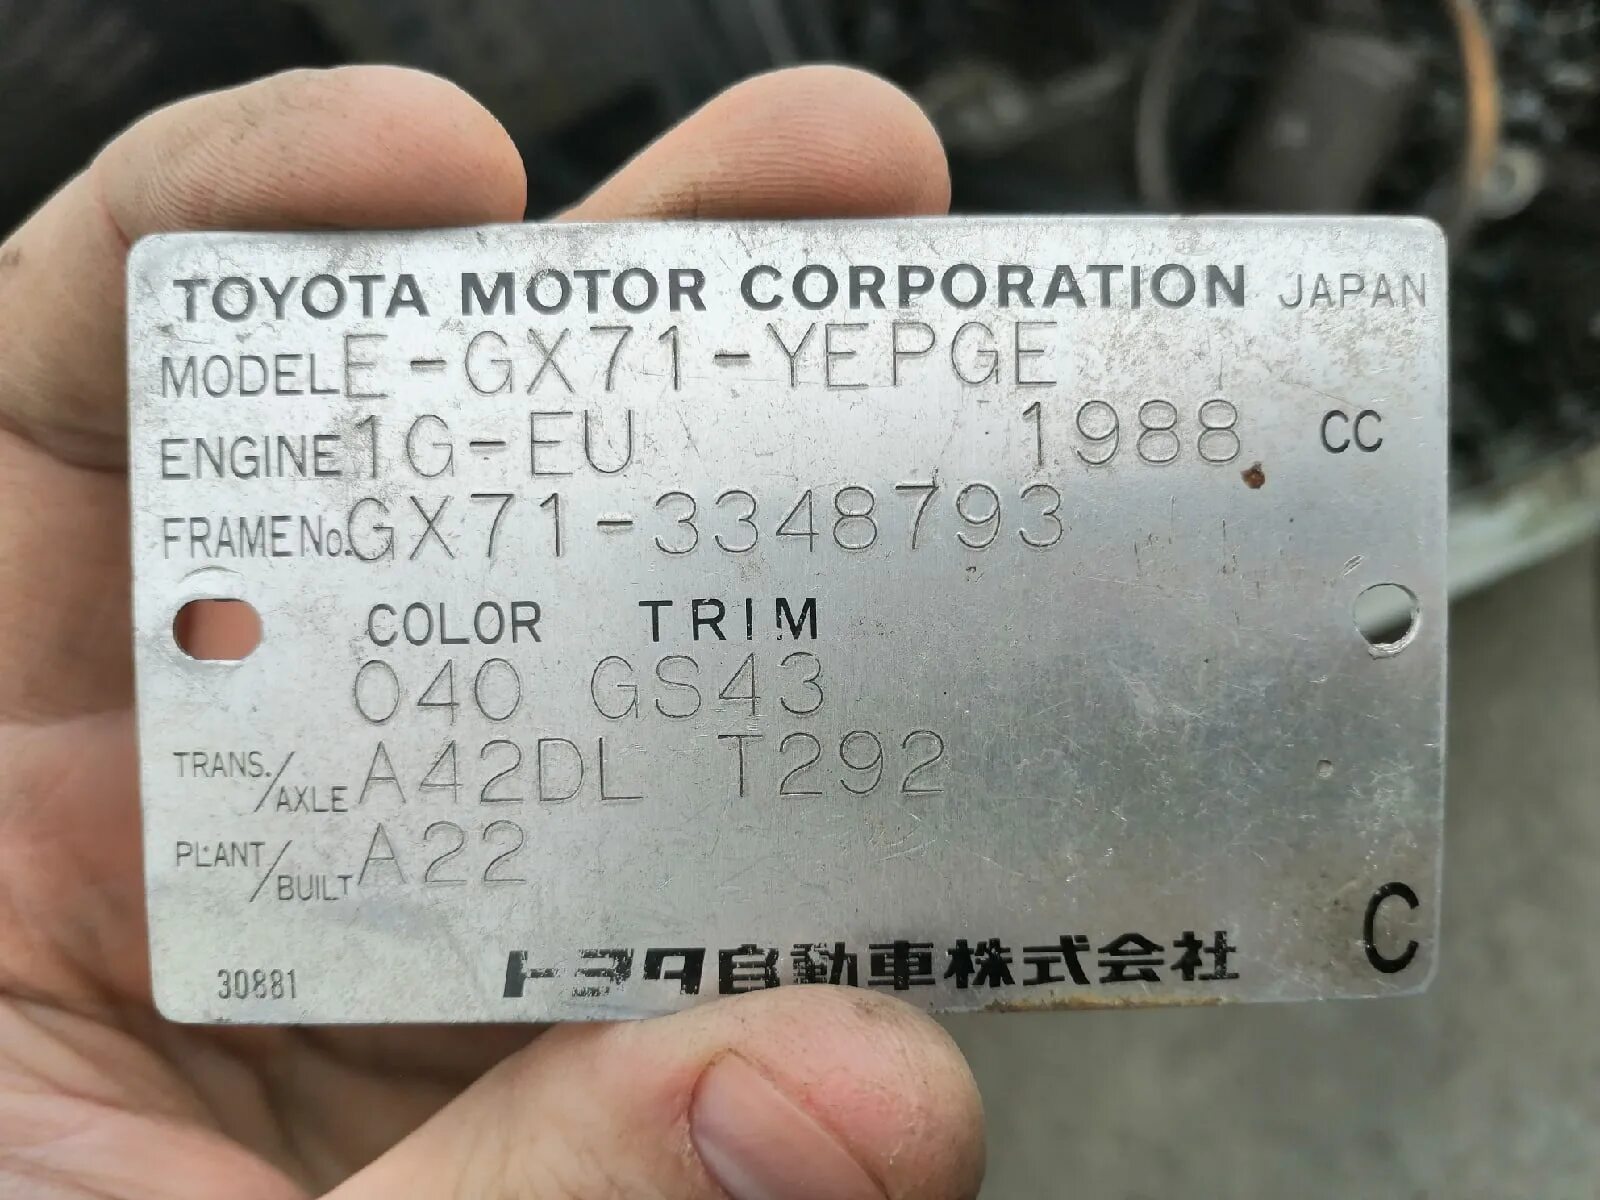 TOYOTA MOTOR CORPORATION JAPAN
MODEL E-GX71-YEPGE
ENGINE 1G-EU 1988 CC
FRAME No. GX71-3348793
COLOR TRIM
040 GS43
TRANS./AXLE A42DL T292
PLANT/BUILT A22
C
30881 トヨタ自動車株式会社